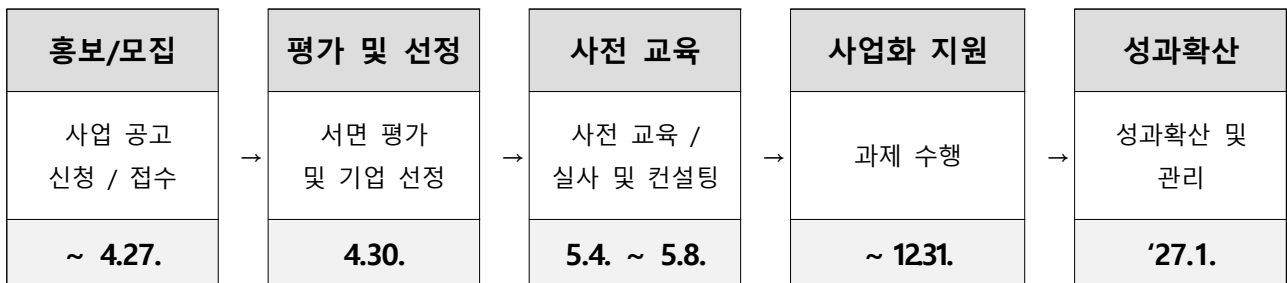 홍보/모집
사업 공고
신청 / 접수
~ 4.27.
→
평가 및 선정
서면 평가
및 기업 선정
4.30.
→
사전 교육
사전 교육 /
실사 및 컨설팅
5.4. ~ 5.8.
→
사업화 지원
과제 수행
~ 12.31.
→
성과확산
성과확산 및
관리
‘27.1.